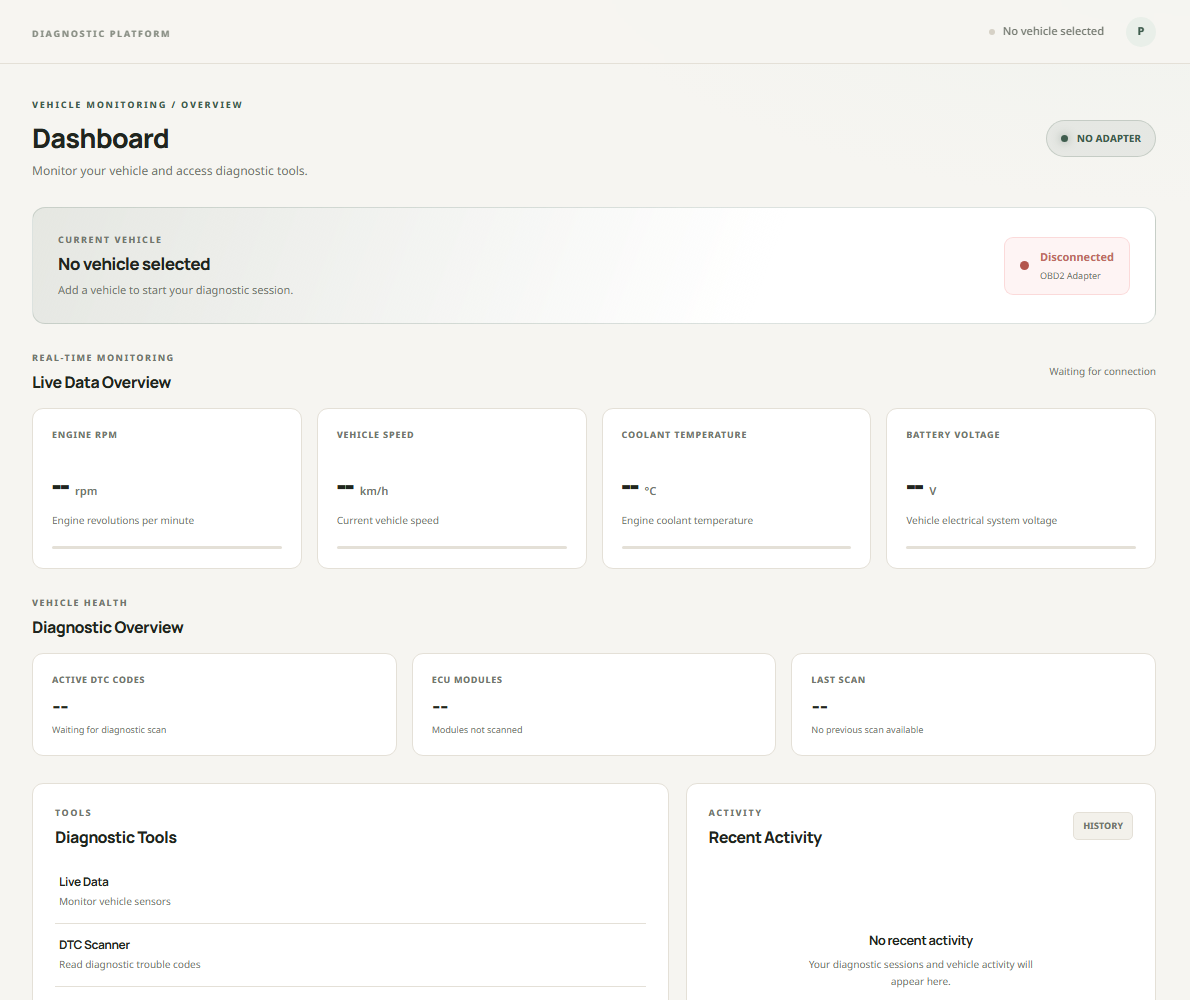 DIAGNOSTIC PLATFORM
No vehicle selected
P
VEHICLE MONITORING / OVERVIEW
Dashboard
Monitor your vehicle and access diagnostic tools.
NO ADAPTER
CURRENT VEHICLE
No vehicle selected
Add a vehicle to start your diagnostic session.
Disconnected
OBD2 Adapter
REAL-TIME MONITORING
Live Data Overview
Waiting for connection
ENGINE RPM
-- rpm
Engine revolutions per minute
VEHICLE SPEED
-- km/h
Current vehicle speed
COOLANT TEMPERATURE
-- °C
Engine coolant temperature
BATTERY VOLTAGE
-- V
Vehicle electrical system voltage
VEHICLE HEALTH
Diagnostic Overview
ACTIVE DTC CODES
--
Waiting for diagnostic scan
ECU MODULES
--
Modules not scanned
LAST SCAN
--
No previous scan available
TOOLS
Diagnostic Tools
Live Data
Monitor vehicle sensors
DTC Scanner
Read diagnostic trouble codes
ACTIVITY
Recent Activity
HISTORY
No recent activity
Your diagnostic sessions and vehicle activity will
appear here.